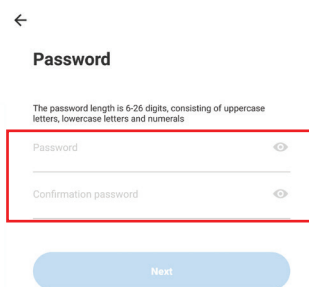 Password
The password length is 6-26 digits, consisting of uppercase
letters, lowercase letters and numerals
Password
Confirmation password
Next